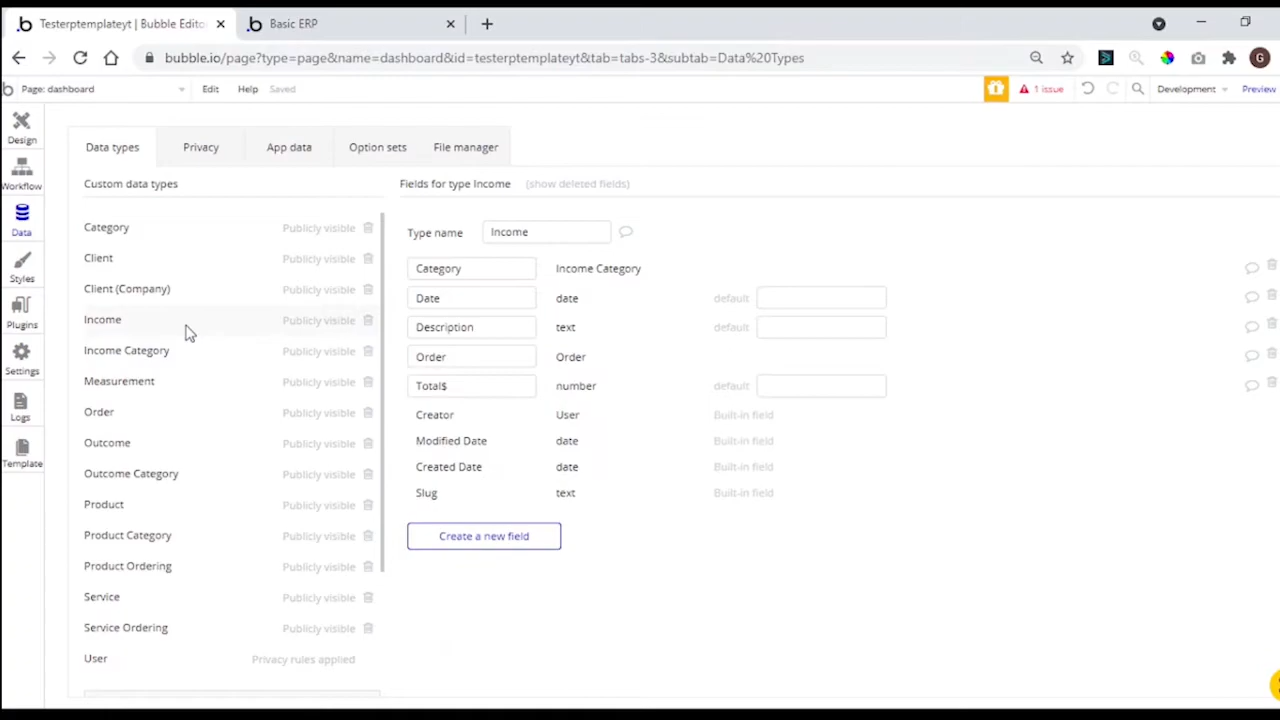 Testerptemplateyt | Bubble Edito
Basic ERP
bubble.io/page?type=page&name=dashboard&id=testerptemplateyt&tab=tabs-3&subtab=Data%20Types
G
Page: dashboard
Edit
Help
Saved
1 issue
Development
Preview
Design
Workflow
Data
Styles
Plugins
Settings
Logs
Template
Data types
Privacy
App data
Option sets
File manager
Custom data types
Category Publicly visible
Client Publicly visible
Client (Company) Publicly visible
Income Publicly visible
Income Category Publicly visible
Measurement Publicly visible
Order Publicly visible
Outcome Publicly visible
Outcome Category Publicly visible
Product Publicly visible
Product Category Publicly visible
Product Ordering Publicly visible
Service Publicly visible
Service Ordering Publicly visible
User Privacy rules applied
Fields for type Income (show deleted fields)
Type name Income
Category Income Category
Date date default
Description text default
Order Order
Total$ number default
Creator User Built-in field
Modified Date date Built-in field
Created Date date Built-in field
Slug text Built-in field
Create a new field